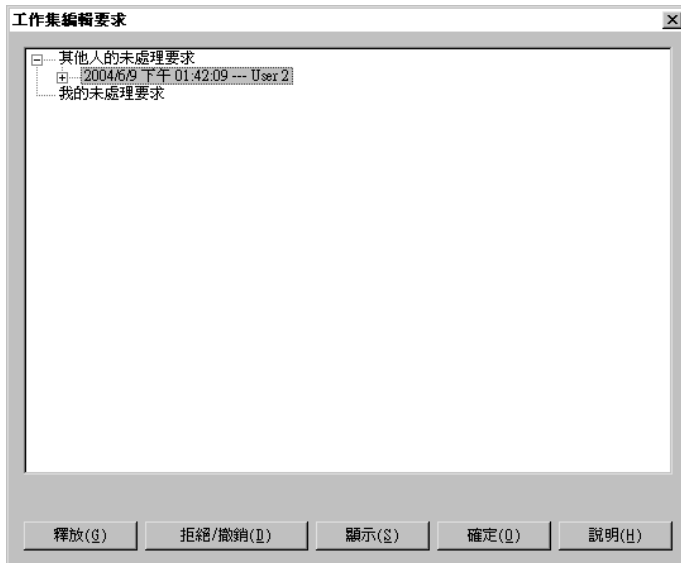 工作集編輯要求
其他人的未處理要求
2004/6/9 下午 01:42:09 --- User 2
我的未處理要求
釋放(G) 拒絕/撤銷(D) 顯示(S) 確定(O) 說明(H)